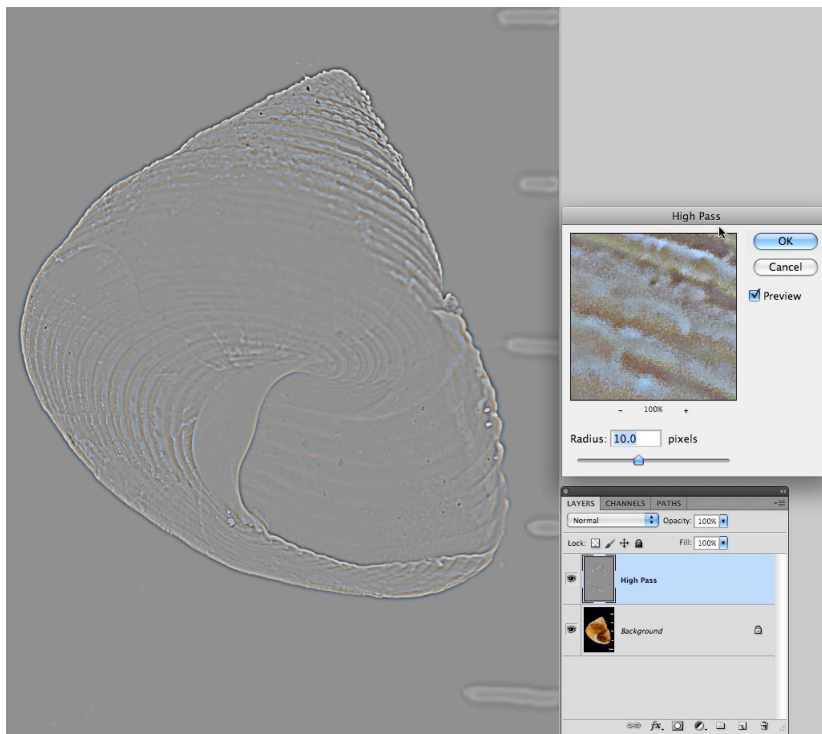 High Pass
OK
Cancel
Preview
- 100% +
Radius: 10.0 pixels
LAYERS CHANNELS PATHS
Normal Opacity: 100%
Lock: Fill: 100%
High Pass
Background
fx.